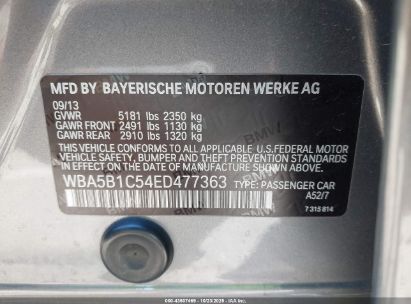 MFD BY BAYERISCHE MOTOREN WERKE AG
09/13
GVWR 5181 lbs 2350 kg
GAWR FRONT 2491 lbs 1130 kg
GAWR REAR 2910 lbs 1320 kg
THIS VEHICLE CONFORMS TO ALL APPLICABLE U.S.FEDERAL MOTOR
VEHICLE SAFETY, BUMPER, AND THEFT PREVENTION STANDARDS
IN EFFECT ON THE DATE OF MANUFACTURE SHOWN ABOVE.
WBA5B1C54ED477363 TYPE: PASSENGER CAR
A52/7
7 315 814